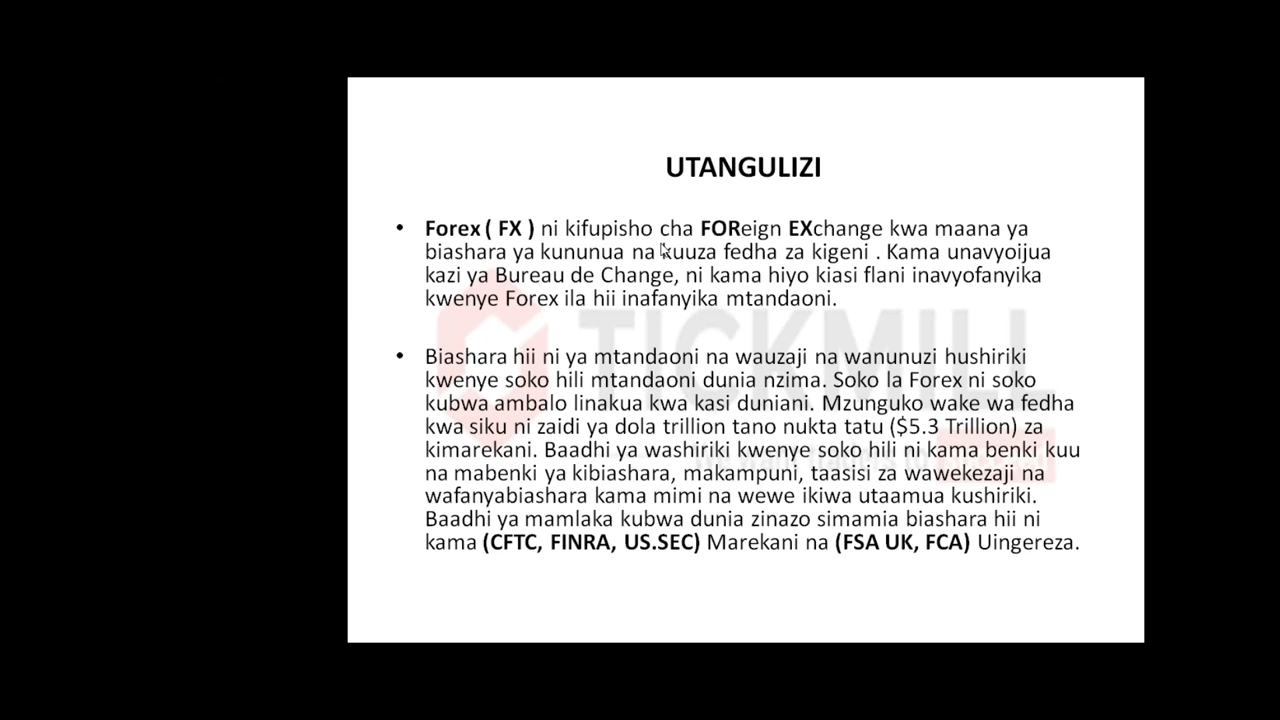 UTANGULIZI
• Forex ( FX ) ni kifupisho cha FOReign EXchange kwa maana ya
biashara ya kununua na kuuza fedha za kigeni . Kama unavyoijua
kazi ya Bureau de Change, ni kama hiyo kiasi flani inavyofanyika
kwenye Forex ila hii inafanyika mtandaoni.
• Biashara hii ni ya mtandaoni na wauzaji na wanunuzi hushiriki
kwenye soko hili mtandaoni dunia nzima. Soko la Forex ni soko
kubwa ambalo linakua kwa kasi duniani. Mzunguko wake wa fedha
kwa siku ni zaidi ya dola trillion tano nukta tatu ($5.3 Trillion) za
kimarekani. Baadhi ya washiriki kwenye soko hili ni kama benki kuu
na mabenki ya kibiashara, makampuni, taasisi za wawekezaji na
wafanyabiashara kama mimi na wewe ikiwa utaamua kushiriki.
Baadhi ya mamlaka kubwa dunia zinazo simamia biashara hii ni
kama (CFTC, FINRA, US.SEC) Marekani na (FSA UK, FCA) Uingereza.
TICKMILL